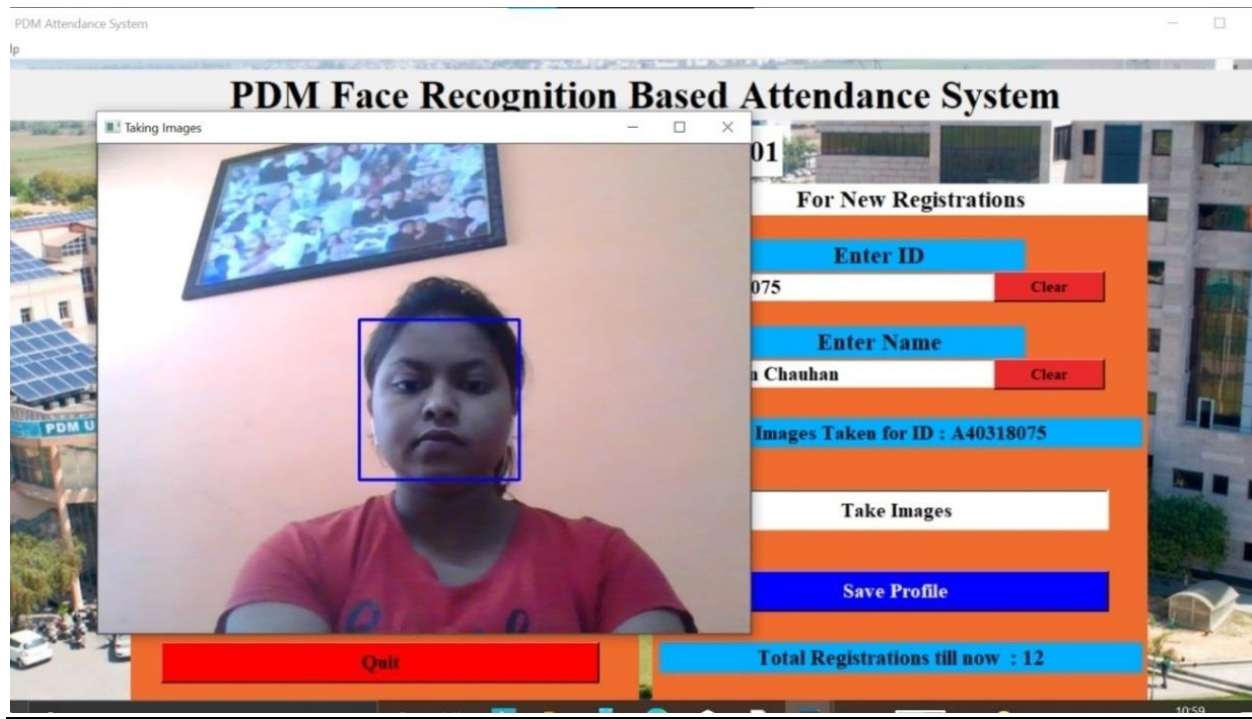 PDM Attendance System
lp
PDM Face Recognition Based Attendance System
Taking Images
01
For New Registrations
Enter ID
075
Clear
Enter Name
n Chauhan
Clear
PDM U
Images Taken for ID : A40318075
Take Images
Save Profile
Quit
Total Registrations till now : 12
10:59